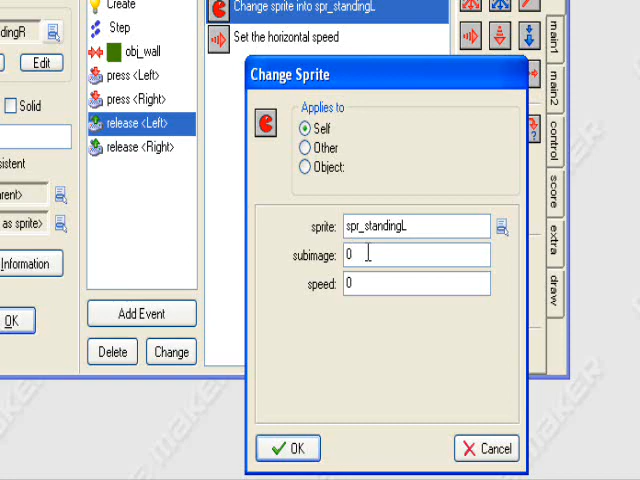 dingR
Edit
Solid
sistent
arent>
as sprite>
Information
OK
Create
Step
obj_wall
press <Left>
press <Right>
release <Left>
release <Right>
Add Event
Delete
Change
Change sprite into spr_standingL
Set the horizontal speed
main1
main2
control
score
extra
draw
Change Sprite
Applies to
Self
Other
Object:
sprite: spr_standingL
subimage: 0
speed: 0
OK
Cancel
MAKER